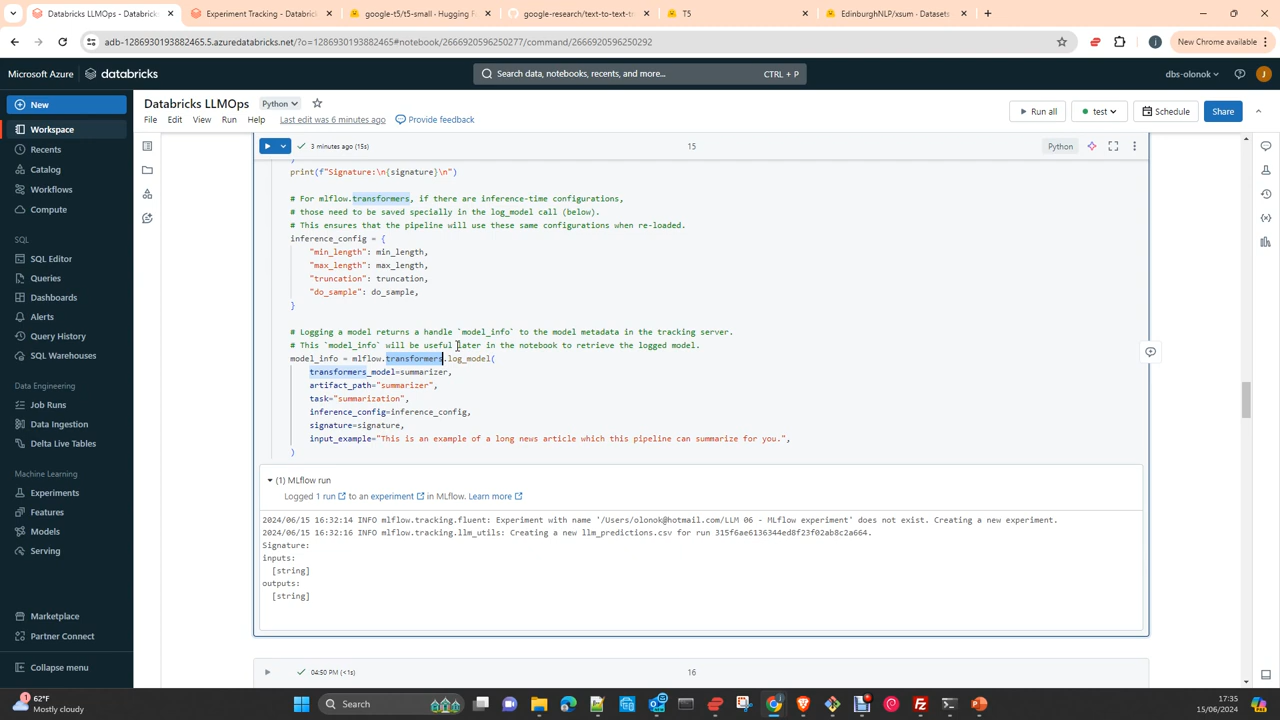 Databricks LLMOps
Experiment Tracking - Databric
google-t5/t5-small · Hugging F
google-research/text-to-text-te
T5
EdinburghNLP/xsum · Datasets
adb-1286930193882465.5.azuredatabricks.net/?o=1286930193882465#notebook/2666920596250277/command/2666920596250292
New Chrome available
Microsoft Azure
databricks
Search data, notebooks, recents, and more...
CTRL + P
dbs-olonok
J
New
Workspace
Recents
Catalog
Workflows
Compute
SQL
SQL Editor
Queries
Dashboards
Alerts
Query History
SQL Warehouses
Data Engineering
Job Runs
Data Ingestion
Delta Live Tables
Machine Learning
Experiments
Features
Models
Serving
Marketplace
Partner Connect
Collapse menu
Databricks LLMOps
Python
File
Edit
View
Run
Help
Last edit was 6 minutes ago
Provide feedback
Run all
test
Schedule
Share
3 minutes ago (15s)
15
Python
)
print(f"Signature:\n{signature}\n")
# For mlflow.transformers, if there are inference-time configurations,
# those need to be saved specially in the log_model call (below).
# This ensures that the pipeline will use these same configurations when re-loaded.
inference_config = {
"min_length": min_length,
"max_length": max_length,
"truncation": truncation,
"do_sample": do_sample,
}
# Logging a model returns a handle `model_info` to the model metadata in the tracking server.
# This `model_info` will be useful later in the notebook to retrieve the logged model.
model_info = mlflow.transformers.log_model(
transformers_model=summarizer,
artifact_path="summarizer",
task="summarization",
inference_config=inference_config,
signature=signature,
input_example="This is an example of a long news article which this pipeline can summarize for you.",
)
(1) MLflow run
Logged 1 run to an experiment in MLflow. Learn more
2024/06/15 16:32:14 INFO mlflow.tracking.fluent: Experiment with name '/Users/olonok@hotmail.com/LLM 06 - MLflow experiment' does not exist. Creating a new experiment.
2024/06/15 16:32:16 INFO mlflow.tracking.llm_utils: Creating a new llm_predictions.csv for run 315f6ae6136344ed8f23f02ab8c2a664.
Signature:
inputs:
[string]
outputs:
[string]
04:50 PM (<1s)
16
62°F
Mostly cloudy
Search
17:35
15/06/2024